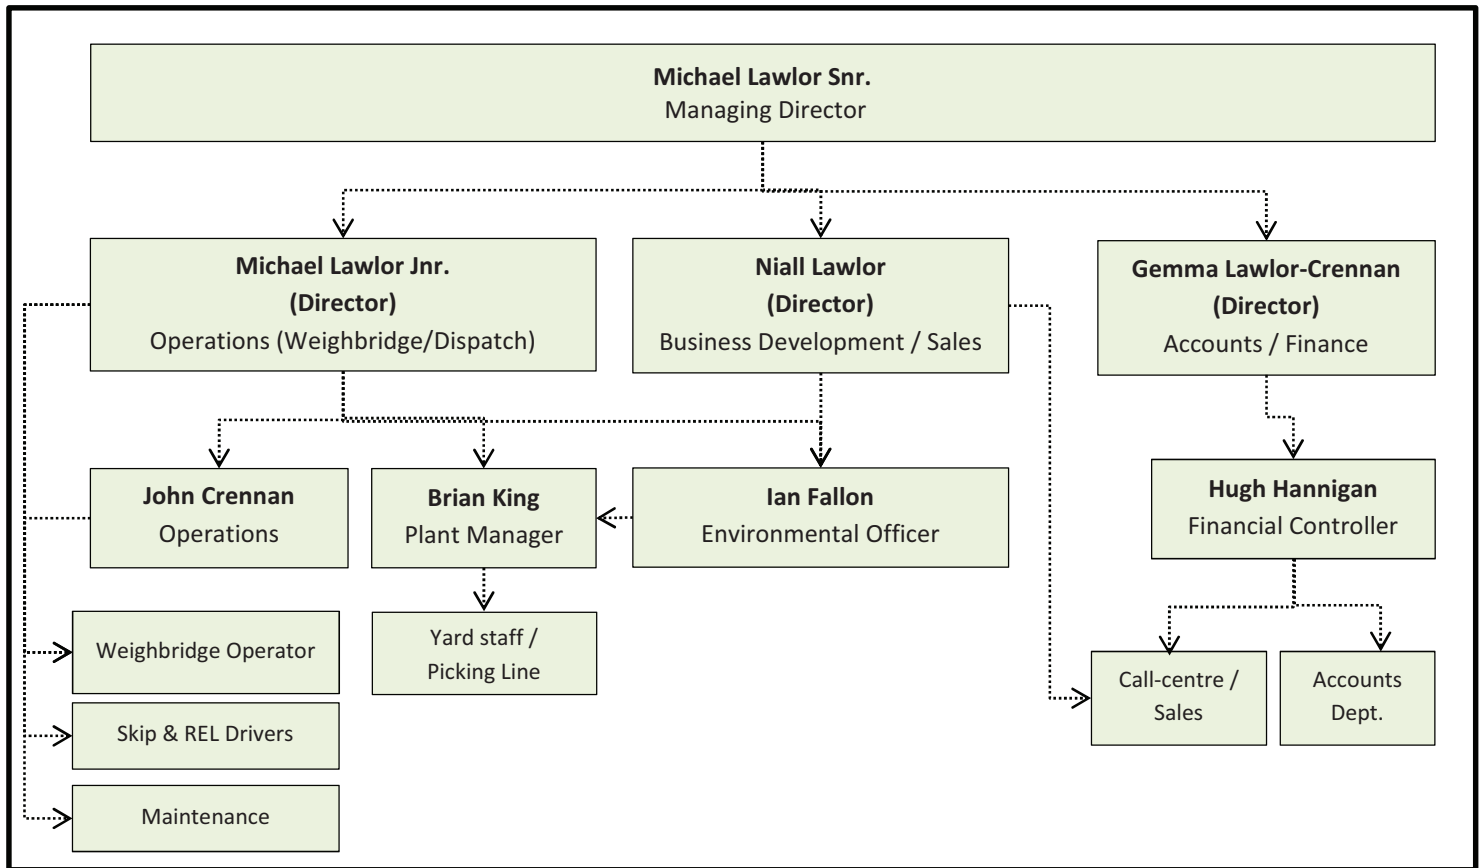 Michael Lawlor Snr.
Managing Director
Michael Lawlor Jnr.
(Director)
Operations (Weighbridge/Dispatch)
Niall Lawlor
(Director)
Business Development / Sales
Gemma Lawlor-Crennan
(Director)
Accounts / Finance
John Crennan
Operations
Brian King
Plant Manager
Ian Fallon
Environmental Officer
Hugh Hannigan
Financial Controller
Weighbridge Operator
Yard staff /
Picking Line
Call-centre /
Sales
Accounts
Dept.
Skip & REL Drivers
Maintenance